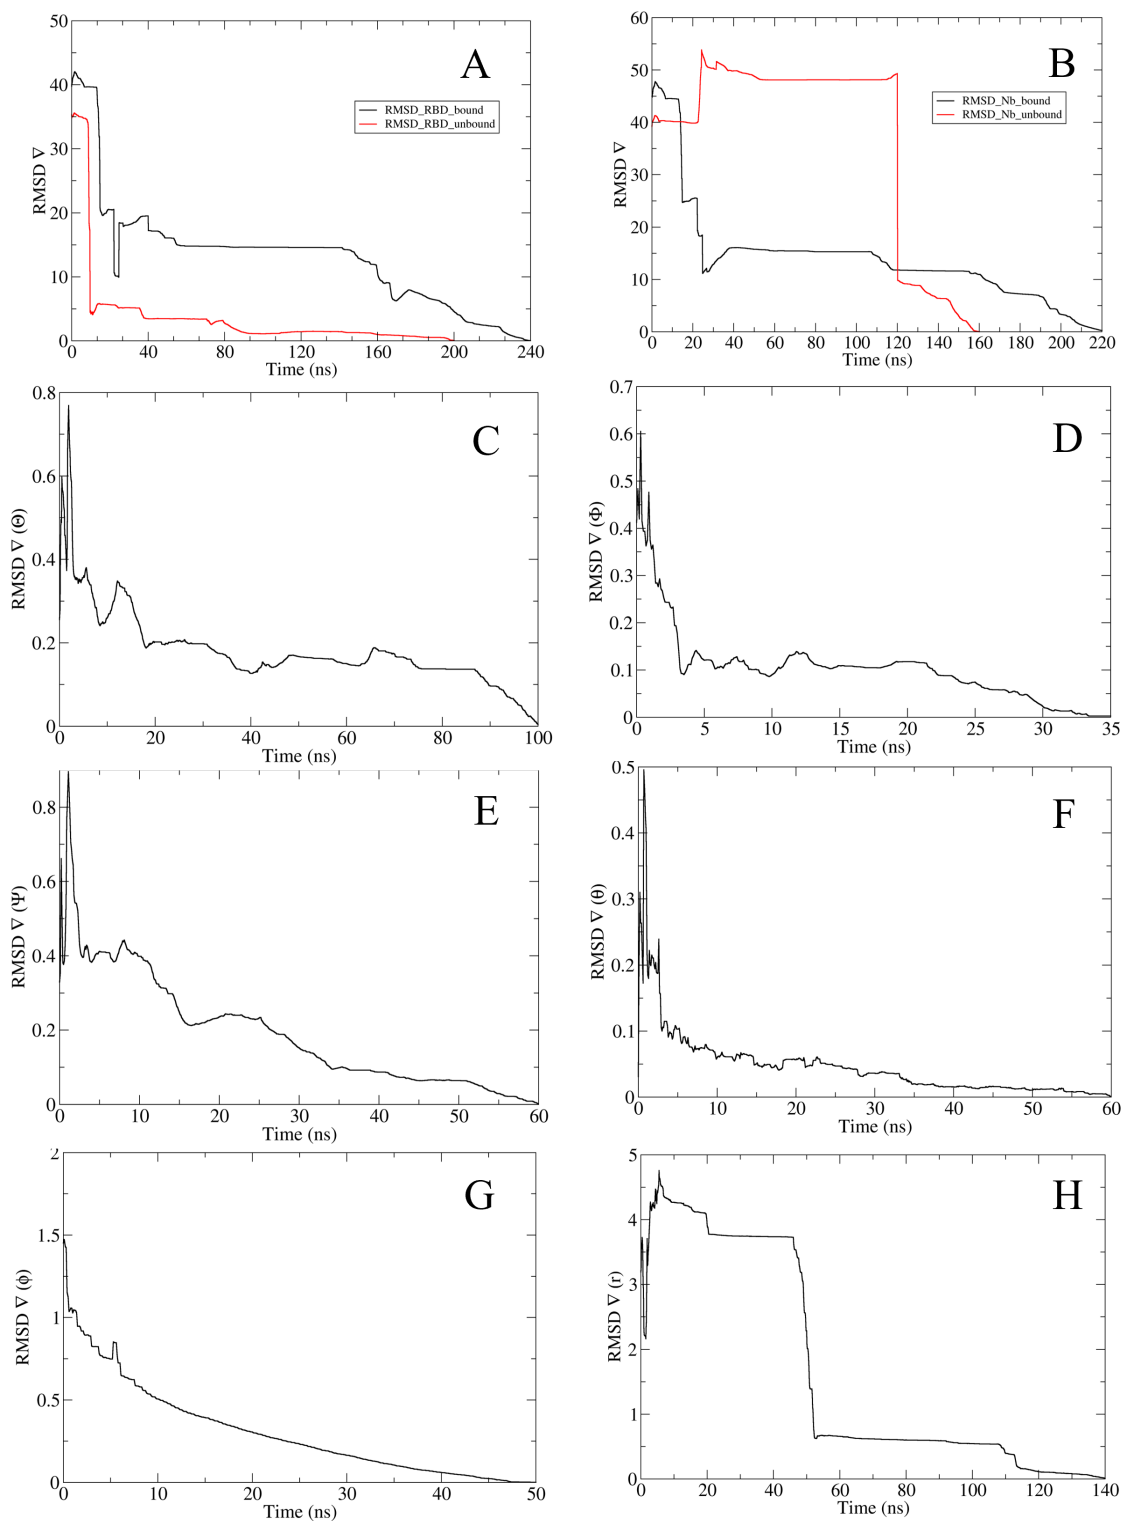 50
40
30
20
10
0
RMSD ∇
A
RMSD_RBD_bound
RMSD_RBD_unbound
0 40 80 120 160 200 240
Time (ns)
60
50
40
30
20
10
0
RMSD ∇
B
RMSD_Nb_bound
RMSD_Nb_unbound
0 20 40 60 80 100 120 140 160 180 200 220
Time (ns)
0.8
0.6
0.4
0.2
0
RMSD ∇ (Θ)
C
0 20 40 60 80 100
Time (ns)
0.7
0.6
0.5
0.4
0.3
0.2
0.1
0
RMSD ∇ (Φ)
D
0 5 10 15 20 25 30 35
Time (ns)
0.8
0.6
0.4
0.2
0
RMSD ∇ (Ψ)
E
0 10 20 30 40 50 60
Time (ns)
0.5
0.4
0.3
0.2
0.1
0
RMSD ∇ (θ)
F
0 10 20 30 40 50 60
Time (ns)
2
1.5
1
0.5
0
RMSD ∇ (ϕ)
G
0 10 20 30 40 50
Time (ns)
5
4
3
2
1
0
RMSD ∇ (r)
H
0 20 40 60 80 100 120 140
Time (ns)